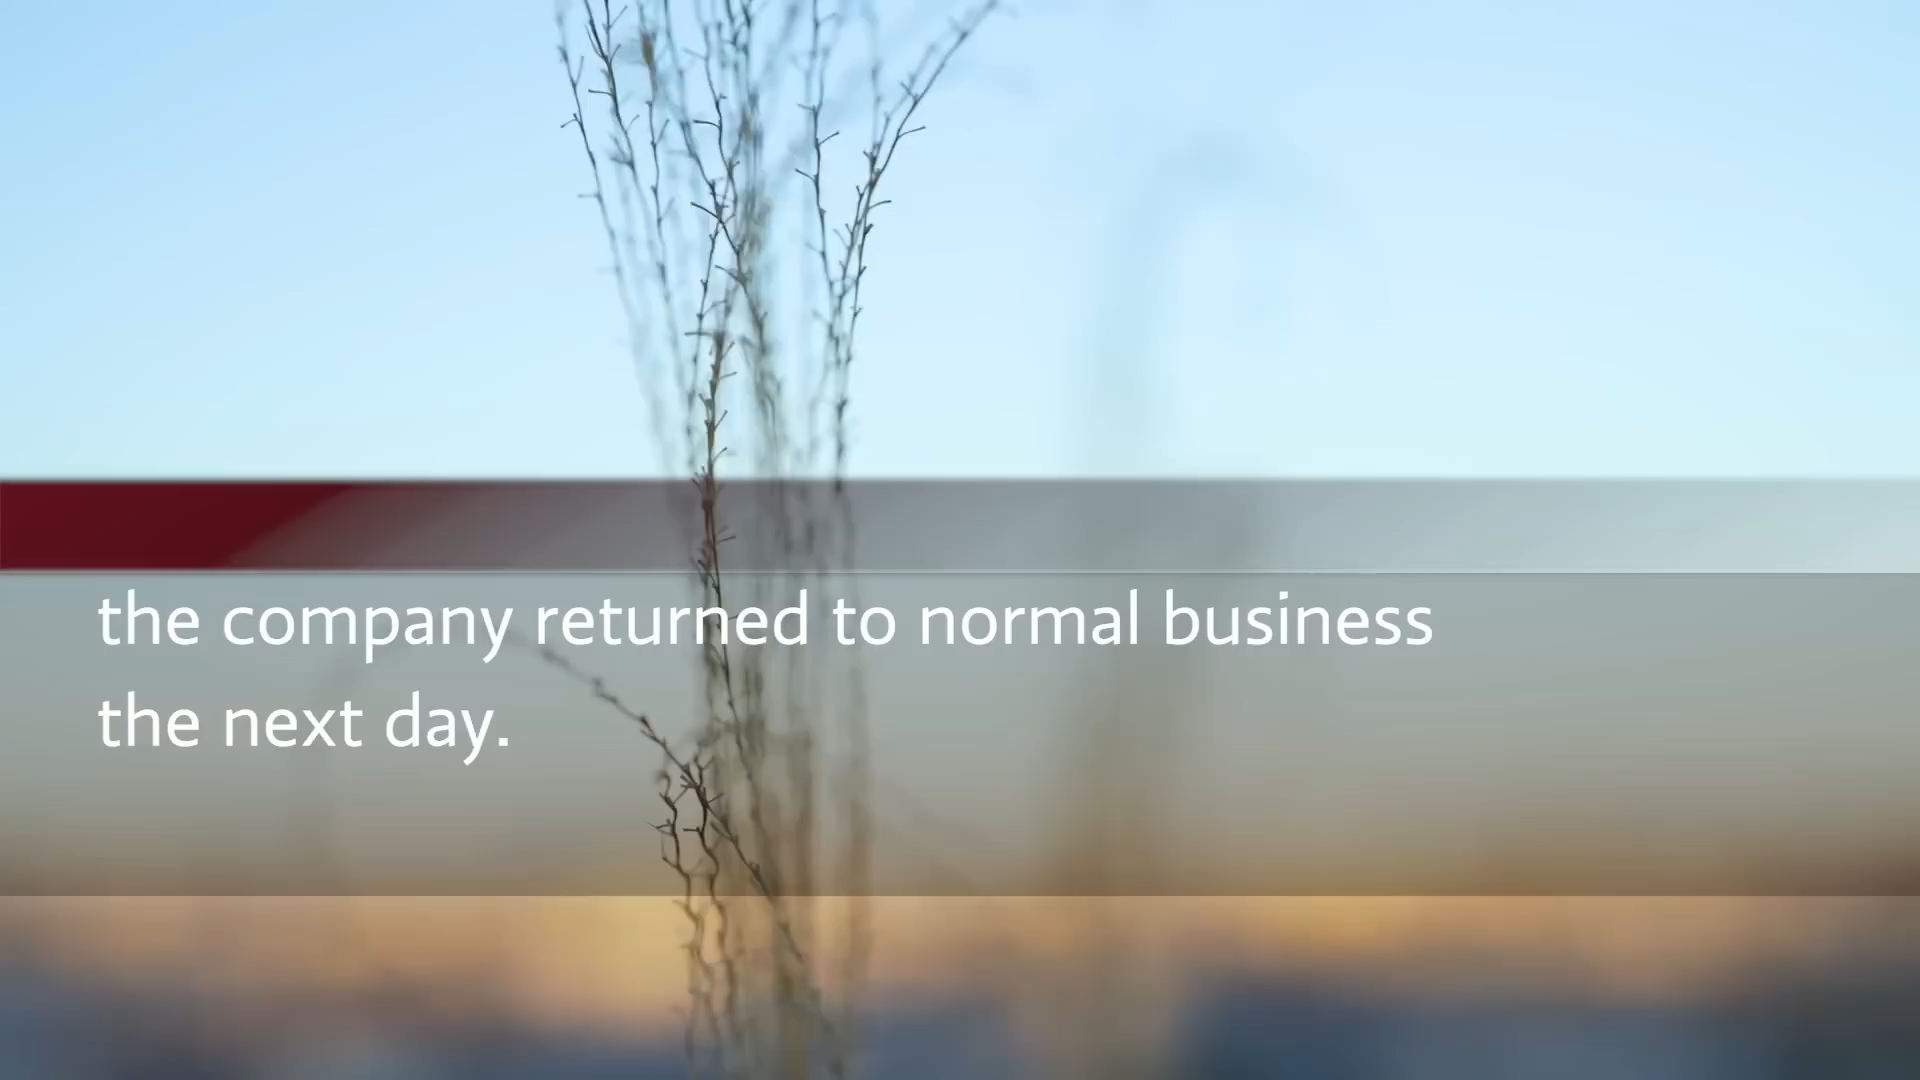 the company returned to normal business
the next day.